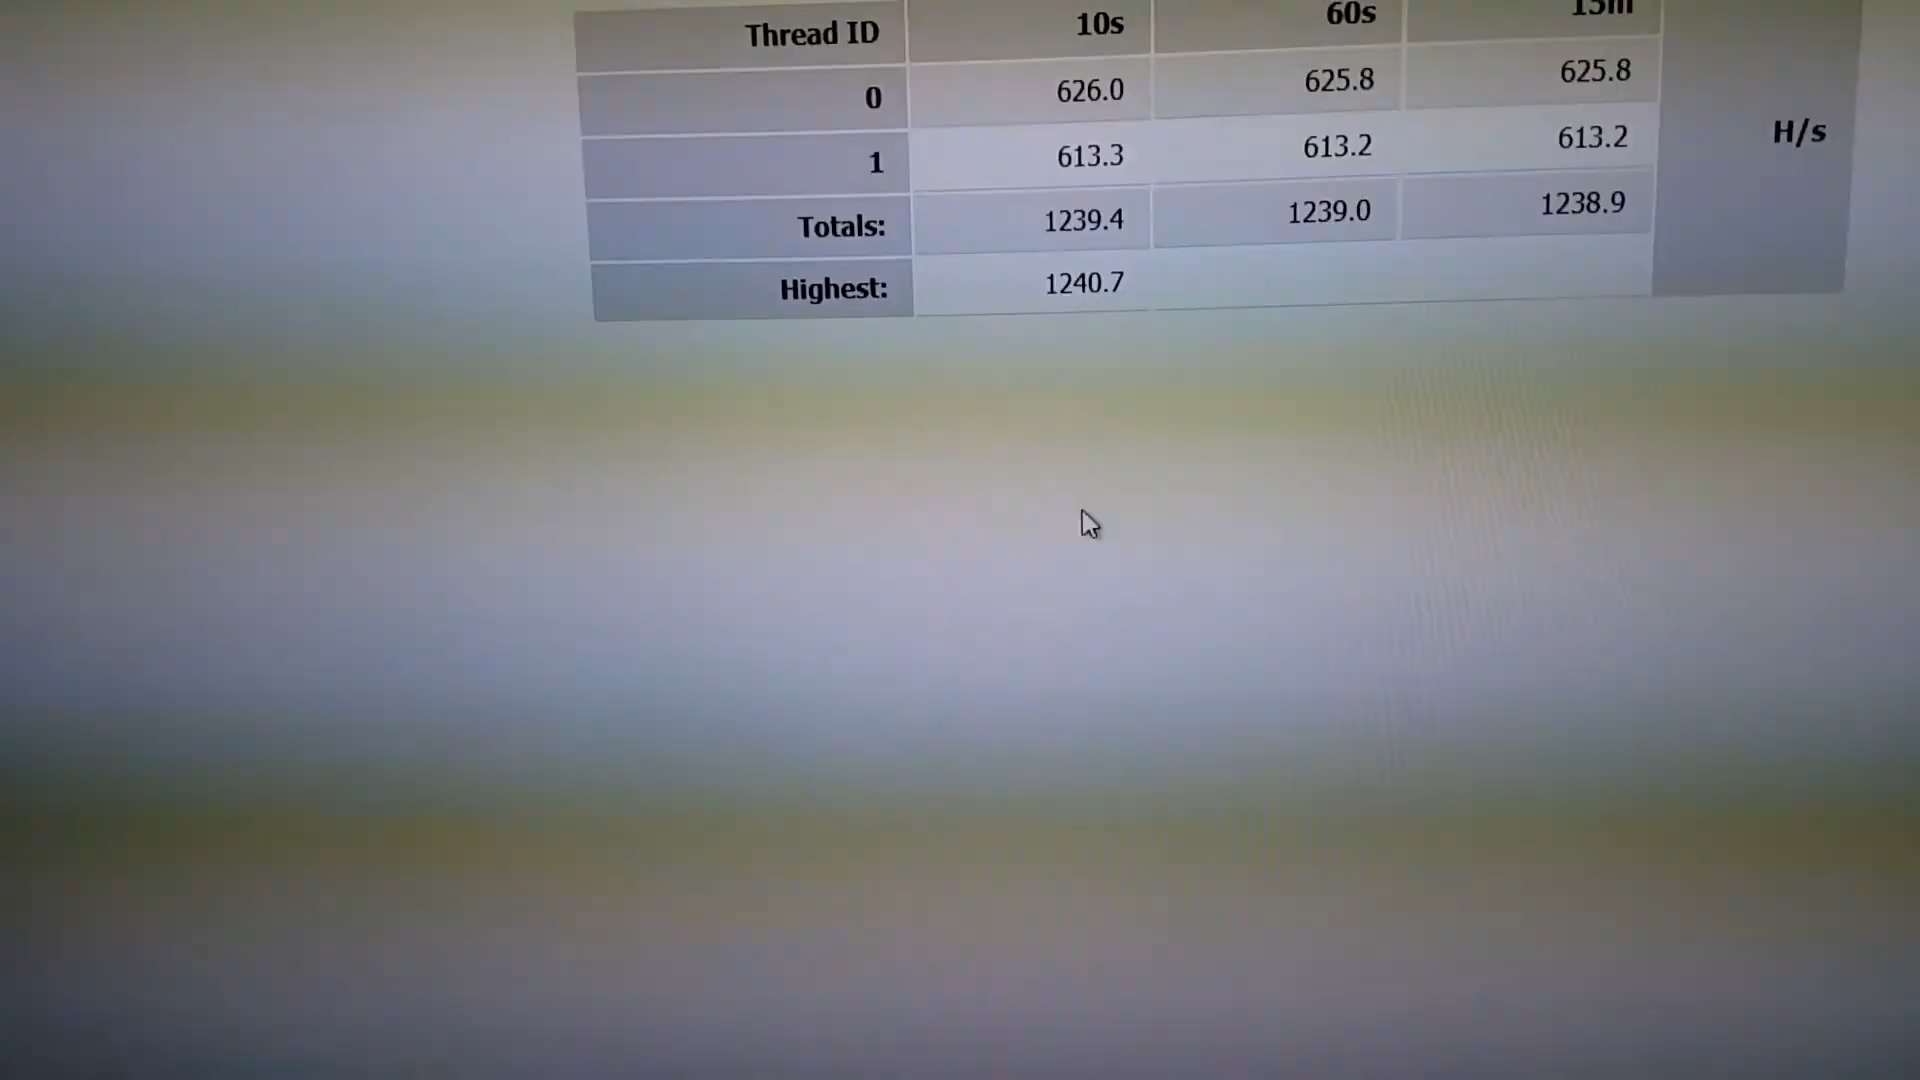 Thread ID 10s 60s 15m
0 626.0 625.8 625.8 H/s
1 613.3 613.2 613.2
Totals: 1239.4 1239.0 1238.9
Highest: 1240.7